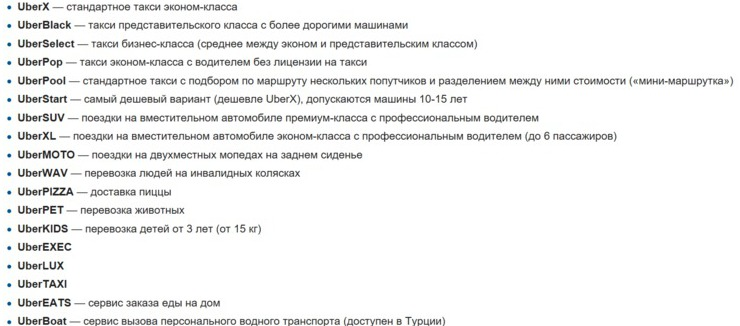 UberX — стандартное такси эконом-класса
UberBlack — такси представительского класса с более дорогими машинами
UberSelect — такси бизнес-класса (среднее между эконом и представительским классом)
UberPop — такси эконом-класса с водителем без лицензии на такси
UberPool — стандартное такси с подбором по маршруту нескольких попутчиков и разделением между ними стоимости («мини-маршрутка»)
UberStart — самый дешевый вариант (дешевле UberX), допускаются машины 10-15 лет
UberSUV — поездки на вместительном автомобиле премиум-класса с профессиональным водителем
UberXL — поездки на вместительном автомобиле эконом-класса с профессиональным водителем (до 6 пассажиров)
UberMOTO — поездки на двухместных мопедах на заднем сиденье
UberWAV — перевозка людей на инвалидных колясках
UberPIZZA — доставка пиццы
UberPET — перевозка животных
UberKIDS — перевозка детей от 3 лет (от 15 кг)
UberEXEC
UberLUX
UberTAXI
UberEATS — сервис заказа еды на дом
UberBoat — сервис вызова персонального водного транспорта (доступен в Турции)